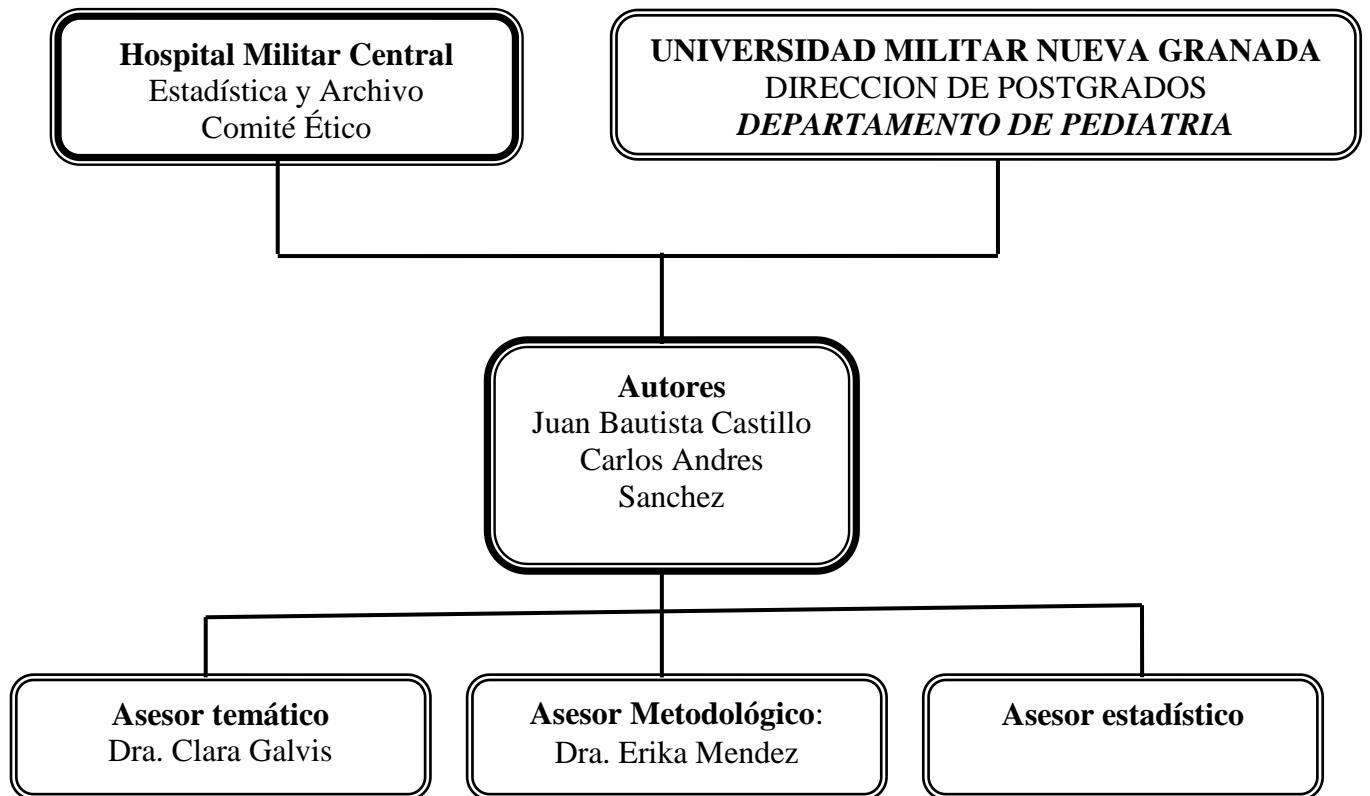 Hospital Militar Central
Estadística y Archivo
Comité Ético
UNIVERSIDAD MILITAR NUEVA GRANADA
DIRECCION DE POSTGRADOS
DEPARTAMENTO DE PEDIATRIA
Autores
Juan Bautista Castillo
Carlos Andres
Sanchez
Asesor temático
Dra. Clara Galvis
Asesor Metodológico:
Dra. Erika Mendez
Asesor estadístico